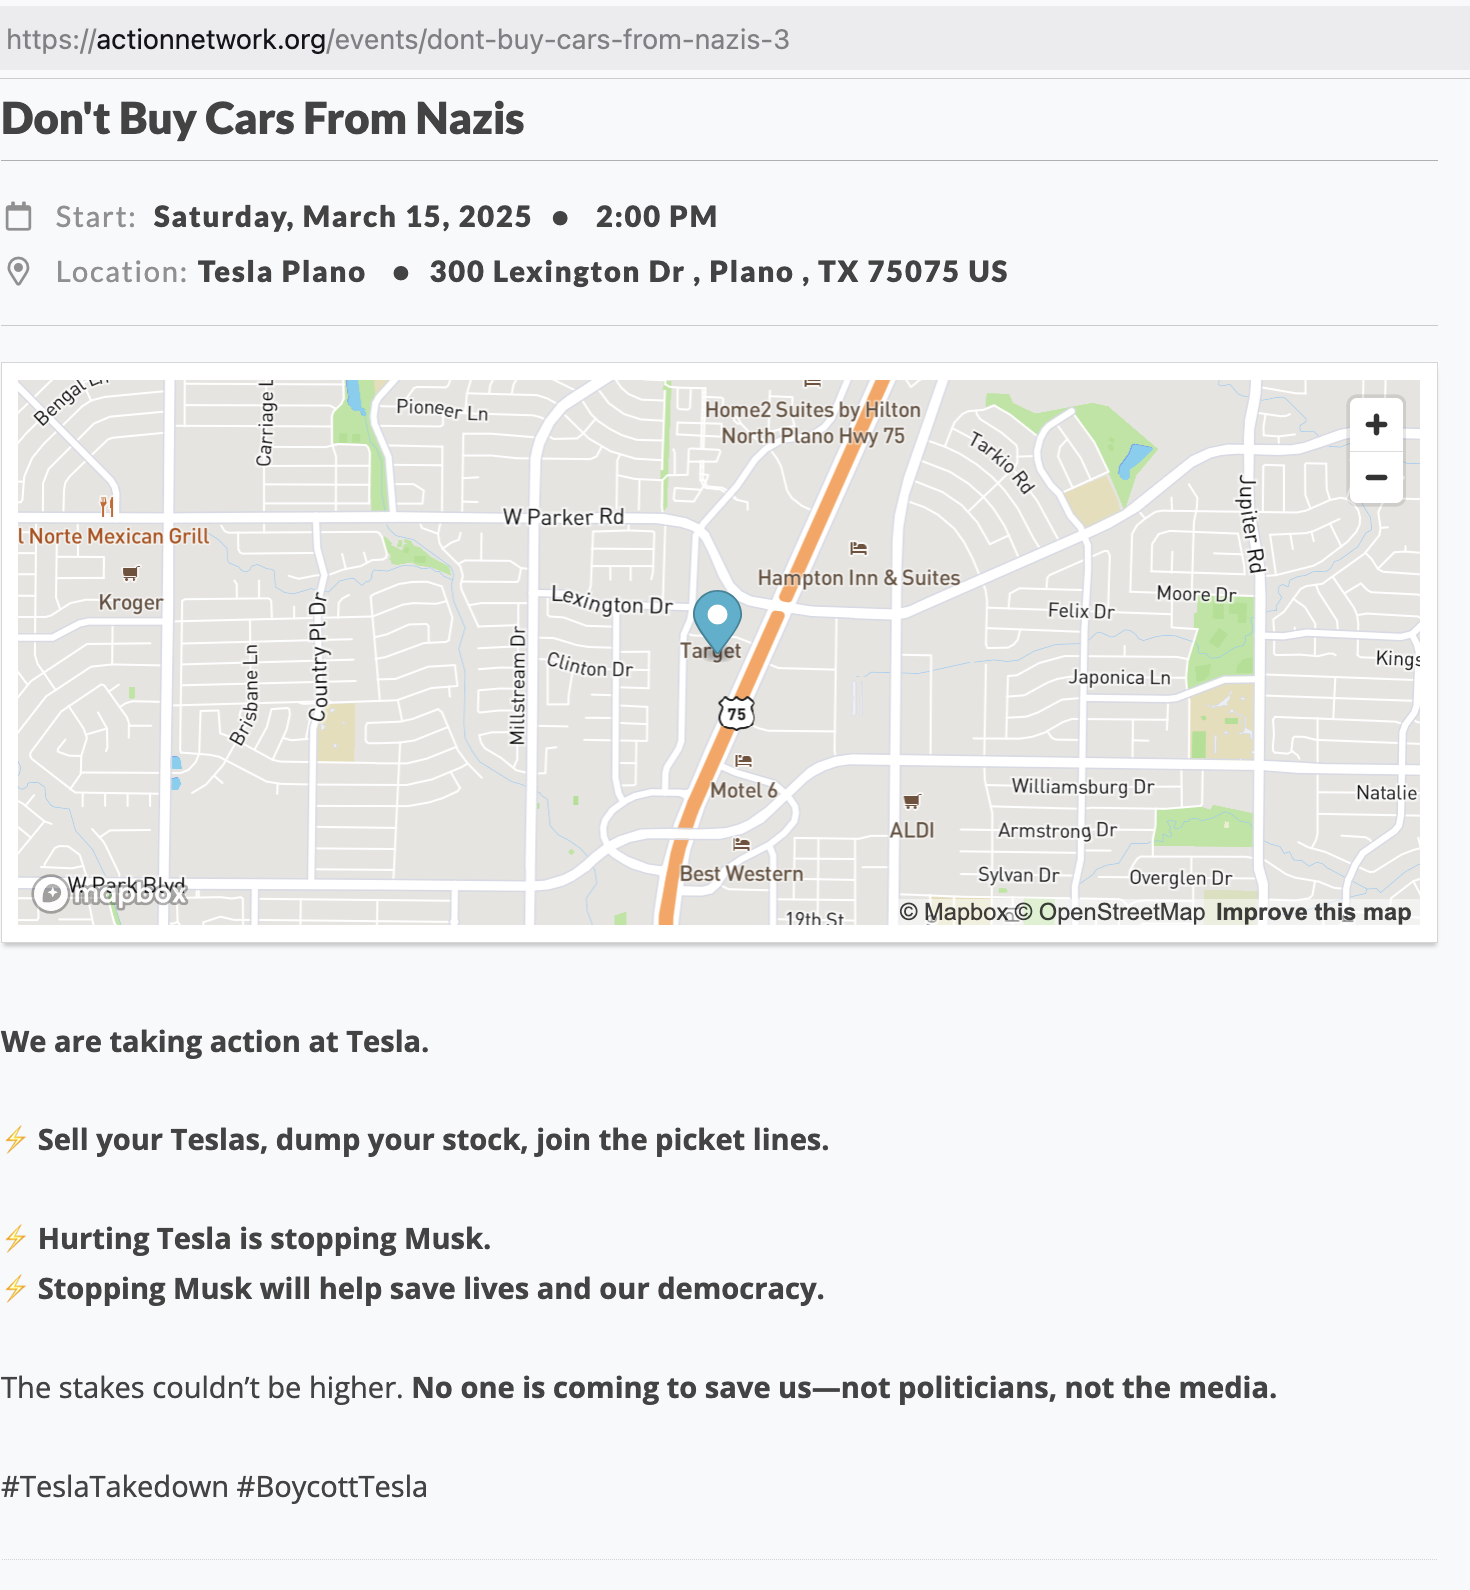 https://actionnetwork.org/events/dont-buy-cars-from-nazis-3
Don't Buy Cars From Nazis
Start: Saturday, March 15, 2025 ● 2:00 PM
Location: Tesla Plano ● 300 Lexington Dr , Plano , TX 75075 US
Bengal Ln
Carriage L
Pioneer Ln
Home2 Suites by Hilton
North Plano Hwy 75
Tarkio Rd
+
−
Jupiter Rd
W Parker Rd
l Norte Mexican Grill
Kroger
Hampton Inn & Suites
Lexington Dr
Moore Dr
Felix Dr
Country Pl Dr
Brisbane Ln
Millstream Dr
Clinton Dr
Target
Kings
Japonica Ln
75
Motel 6
Williamsburg Dr
Natalie
ALDI
Armstrong Dr
Best Western
Sylvan Dr
Overglen Dr
W Park Blvd
mapbox
19th St
© Mapbox © OpenStreetMap Improve this map
We are taking action at Tesla.
⚡ Sell your Teslas, dump your stock, join the picket lines.
⚡ Hurting Tesla is stopping Musk.
⚡ Stopping Musk will help save lives and our democracy.
The stakes couldn’t be higher. No one is coming to save us—not politicians, not the media.
#TeslaTakedown #BoycottTesla